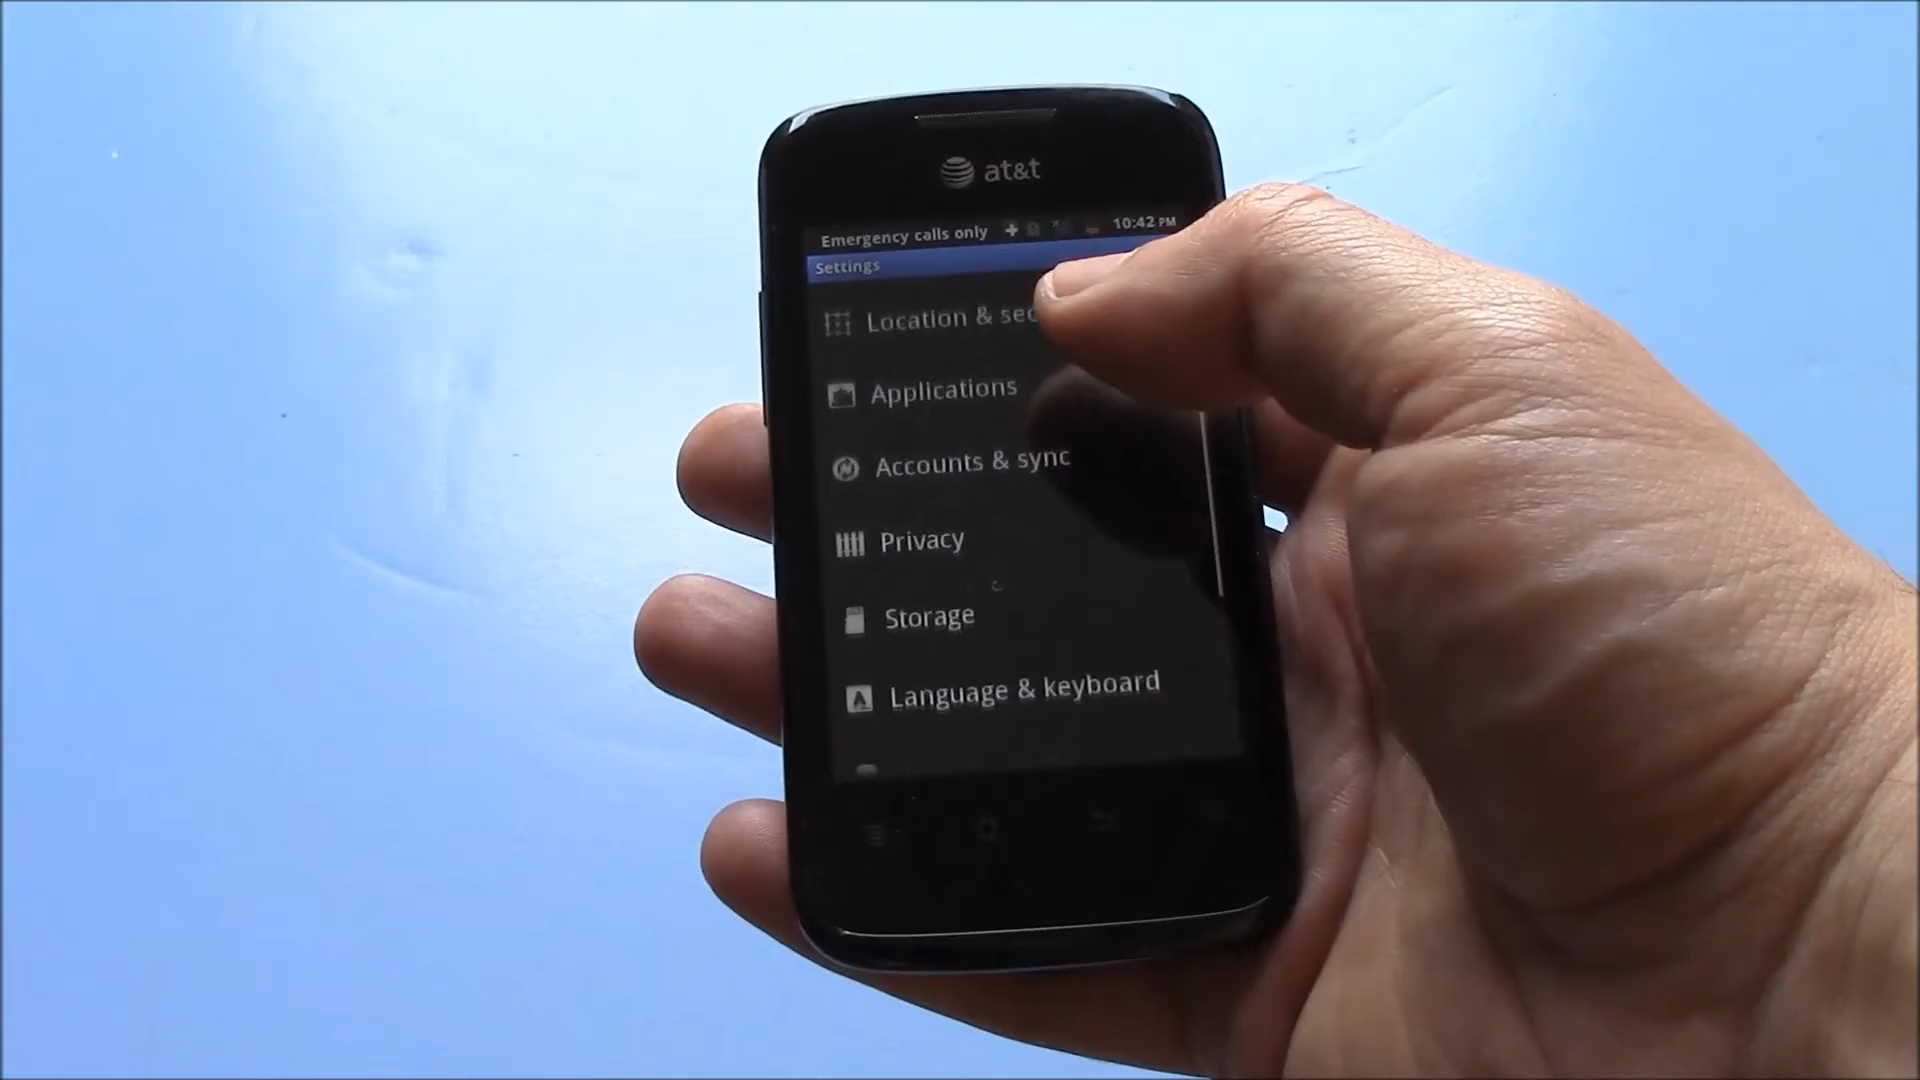 at&t
Emergency calls only 10:42 PM
Settings
Location & sec
Applications
Accounts & sync
Privacy
Storage
Language & keyboard